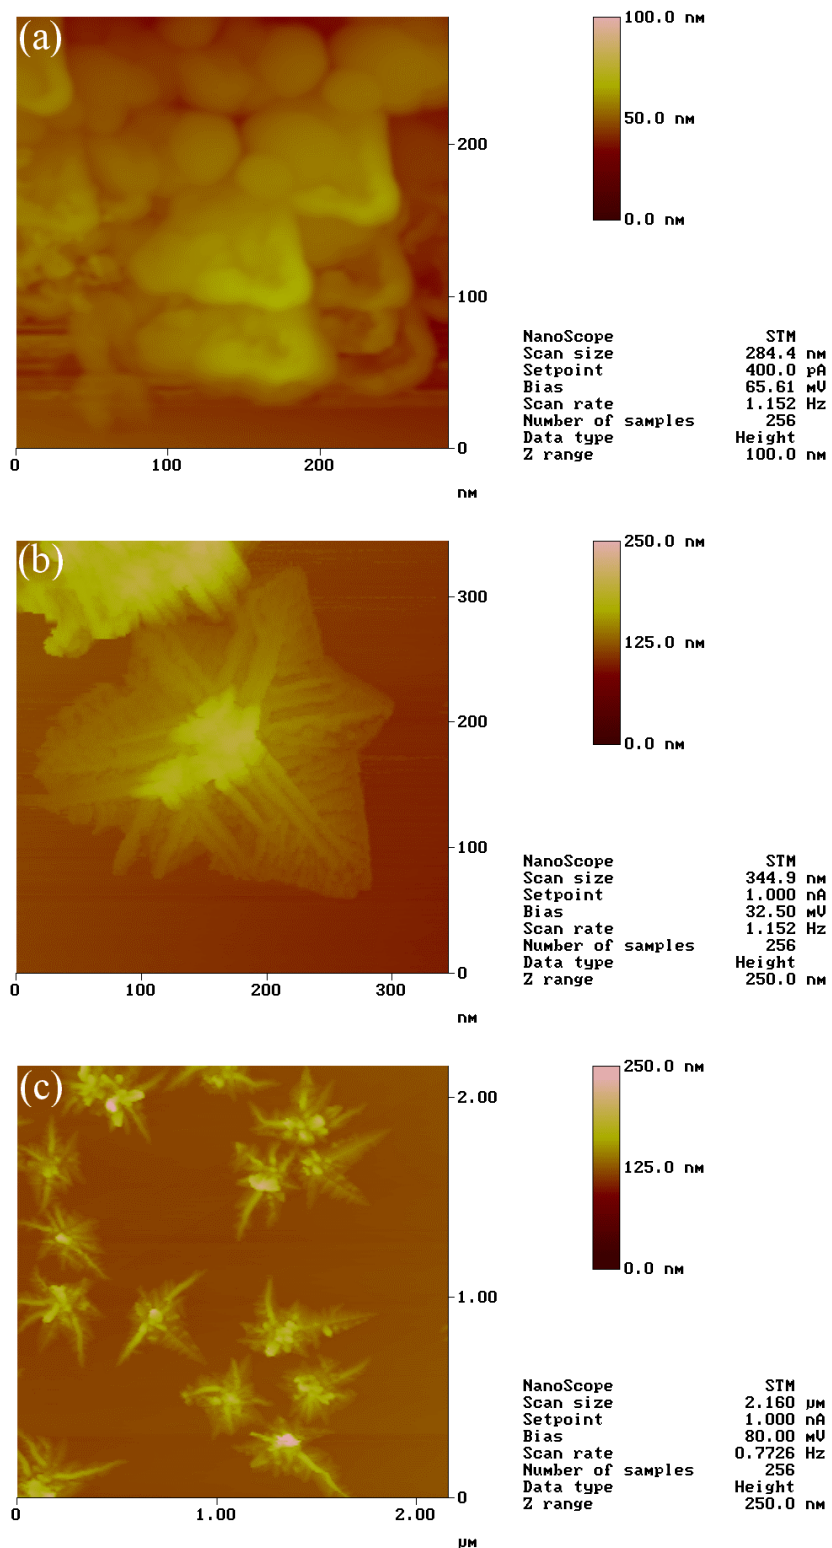 (a)
100.0 nm
50.0 nm
0.0 nm
200
100
0
0 100 200
nm
NanoScope STM
Scan size 284.4 nm
Setpoint 400.0 pA
Bias 65.61 mV
Scan rate 1.152 Hz
Number of samples 256
Data type Height
Z range 100.0 nm
(b)
250.0 nm
125.0 nm
0.0 nm
300
200
100
0
0 100 200 300
nm
NanoScope STM
Scan size 344.9 nm
Setpoint 1.000 nA
Bias 32.50 mV
Scan rate 1.152 Hz
Number of samples 256
Data type Height
Z range 250.0 nm
(c)
250.0 nm
125.0 nm
0.0 nm
2.00
1.00
0
0 1.00 2.00
µm
NanoScope STM
Scan size 2.160 µm
Setpoint 1.000 nA
Bias 80.00 mV
Scan rate 0.7726 Hz
Number of samples 256
Data type Height
Z range 250.0 nm